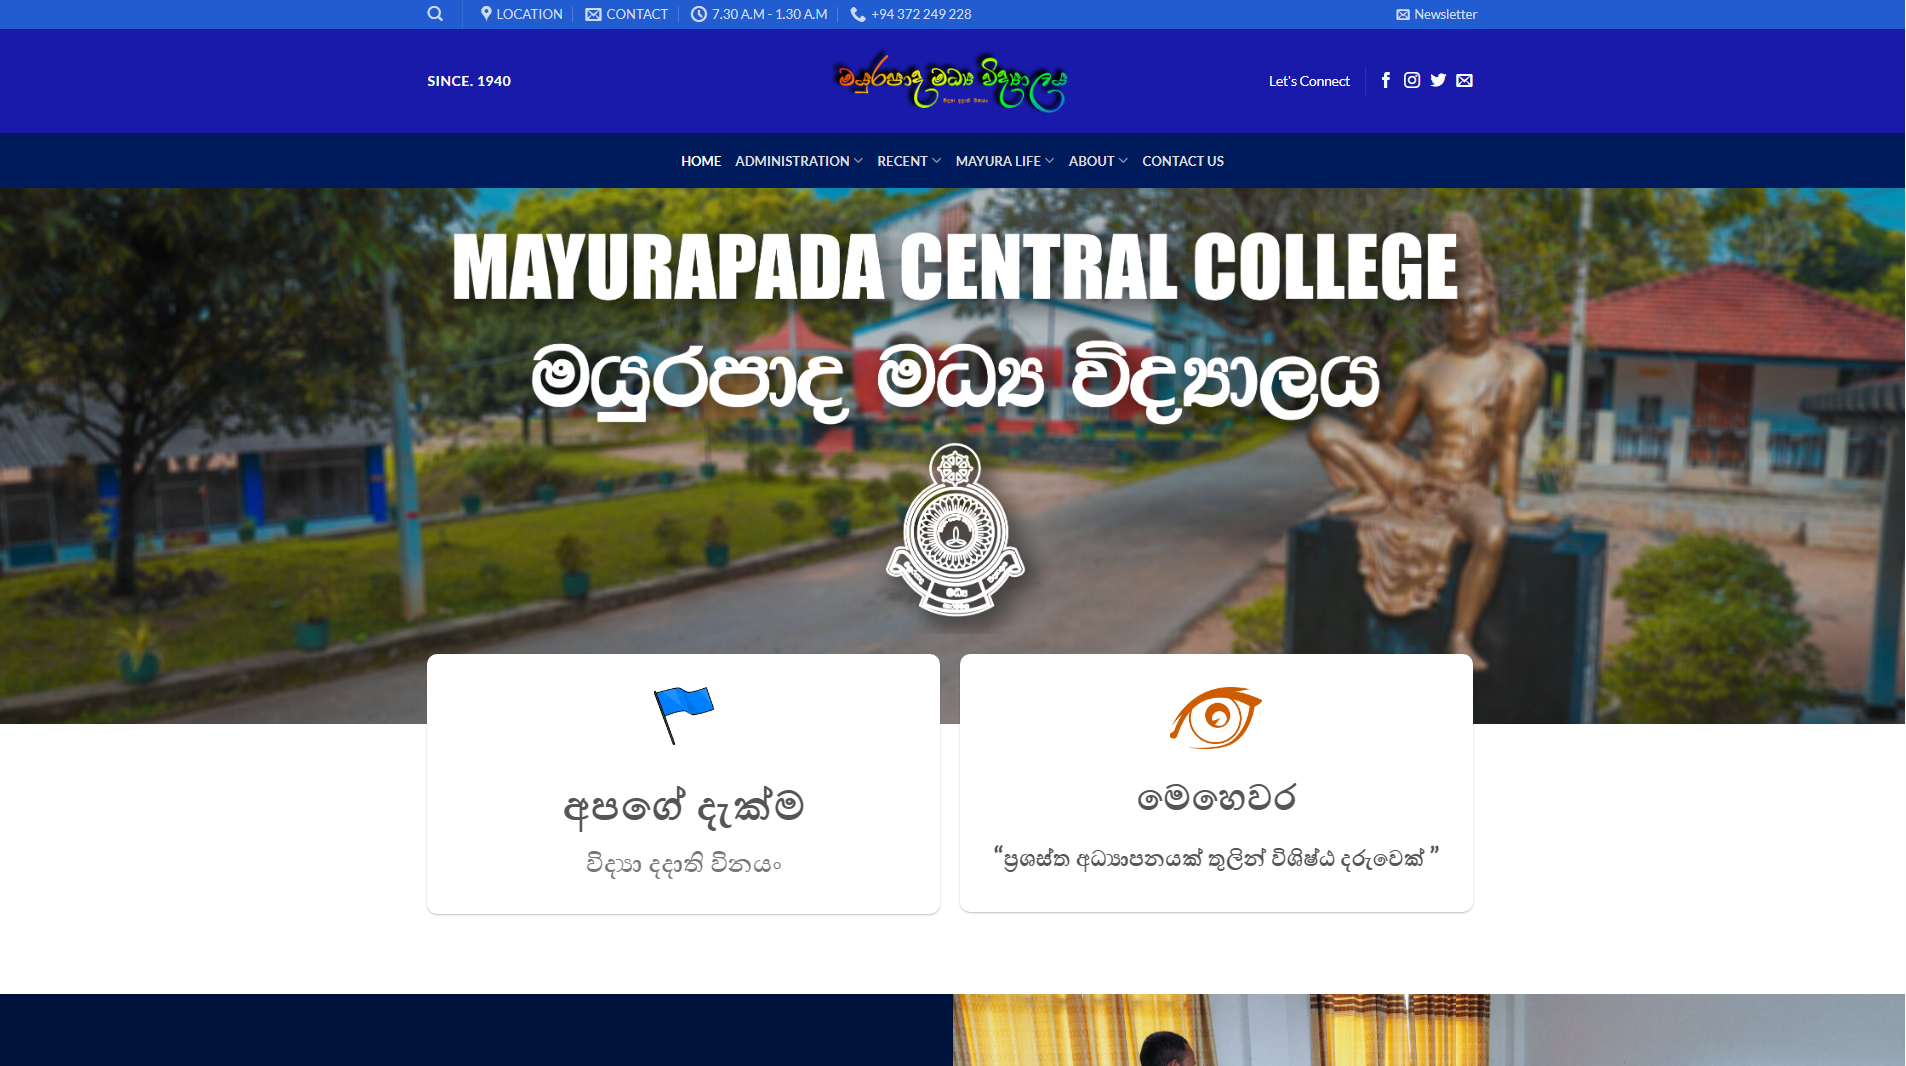 LOCATION
CONTACT
7.30 A.M - 1.30 A.M
+94 372 249 228
Newsletter
SINCE. 1940
මයුරපාද මධ්‍ය විද්‍යාලය
Let's Connect
HOME
ADMINISTRATION
RECENT
MAYURA LIFE
ABOUT
CONTACT US
MAYURAPADA CENTRAL COLLEGE
මයුරපාද මධ්‍ය විද්‍යාලය
මධ්‍ය
අපගේ දැක්ම
විද්‍යා දදාති විනයං
මෙහෙවර
“ප්‍රශස්ත අධ්‍යාපනයක් තුලින් විශිෂ්ඨ දරුවෙක් ”